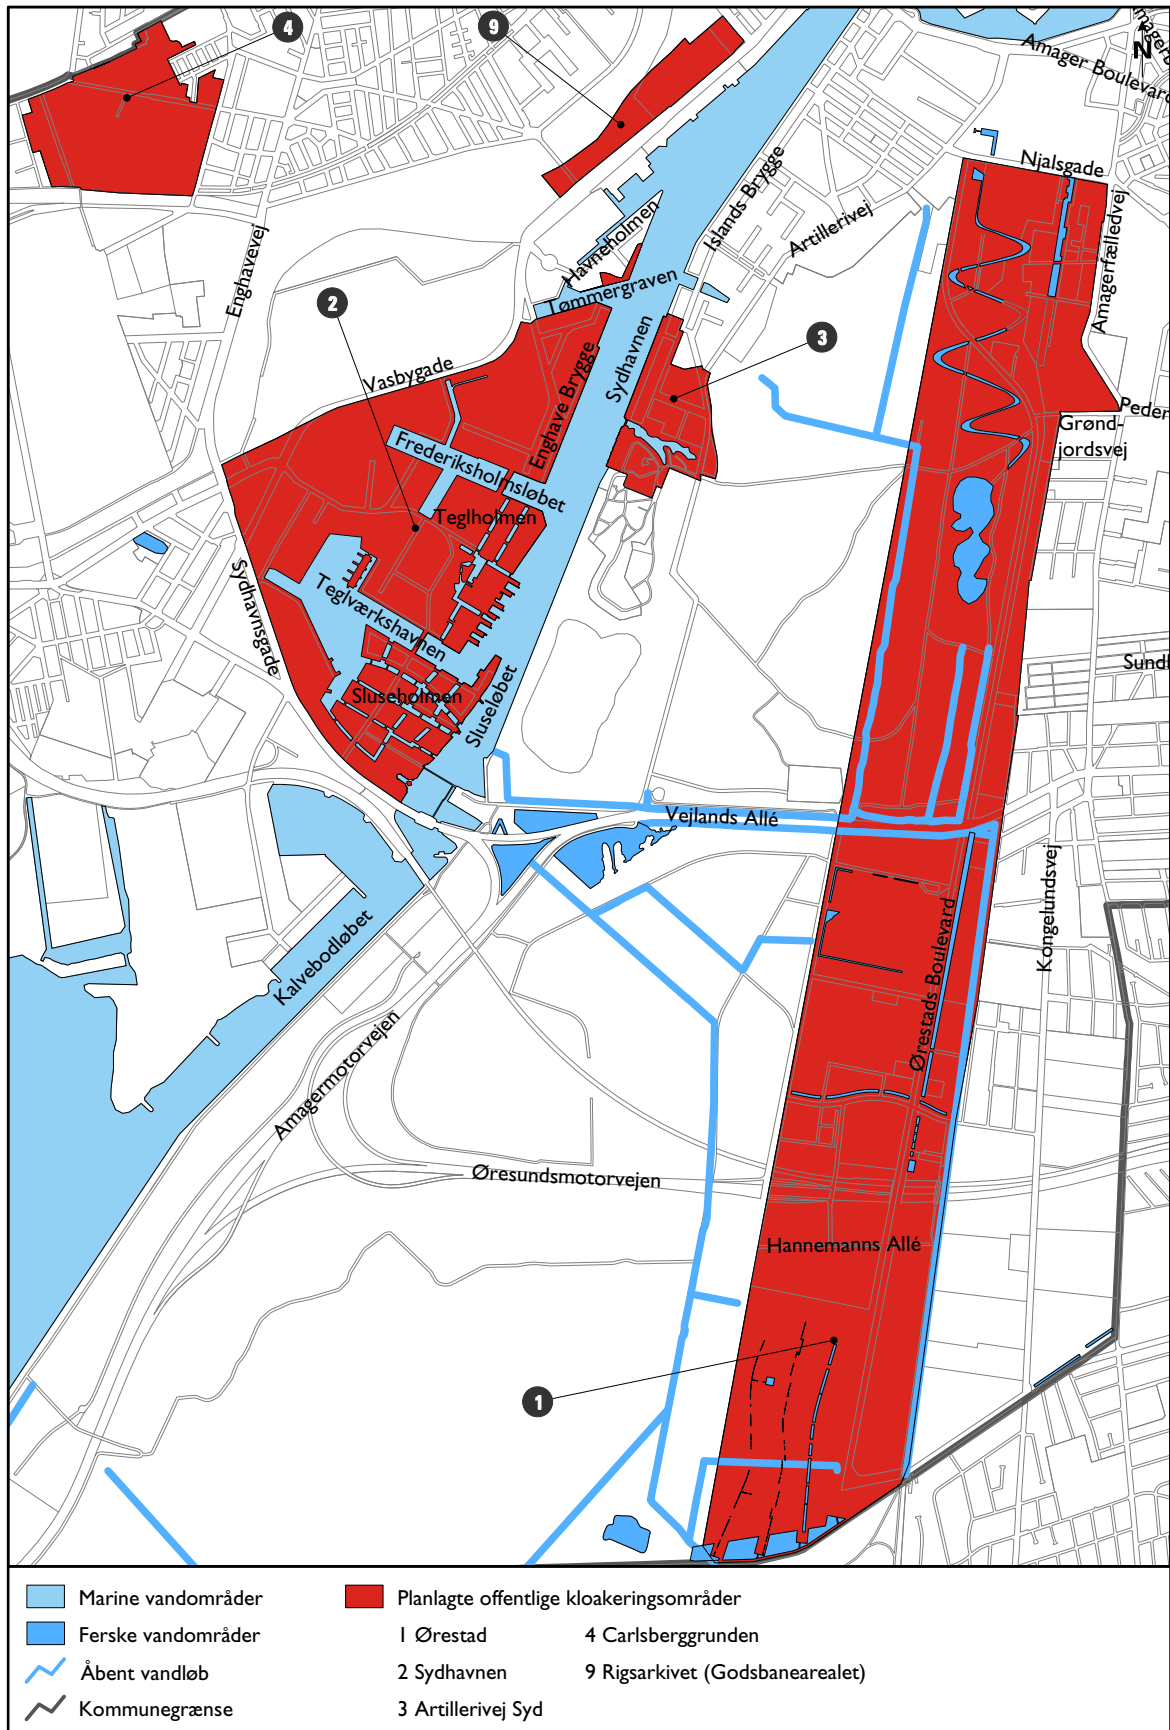 4
9
Amager Boulevard
N
Njalsgade
Islands Brygge
Artillerivej
Amagerfælledvej
Enghavevej
Havneholmen
Tømmergraven
2
3
Sydhavnen
Vasbygade
Enghave Brygge
Peder
Grønd-
jordsvej
Frederiksholmsløbet
Teglholmen
Sydhavnsgade
Teglværkshavnen
Sundh
Sluseholmen
Sluseløbet
Vejlands Allé
Kongelundsvej
Ørestads Boulevard
Kalvebodløbet
Amagermotorvejen
Øresundsmotorvejen
Hannemanns Allé
1
Marine vandområder
Ferske vandområder
Åbent vandløb
Kommunegrænse
Planlagte offentlige kloakeringsområder
1 Ørestad
2 Sydhavnen
3 Artillerivej Syd
4 Carlsberggrunden
9 Rigsarkivet (Godsbanearealet)